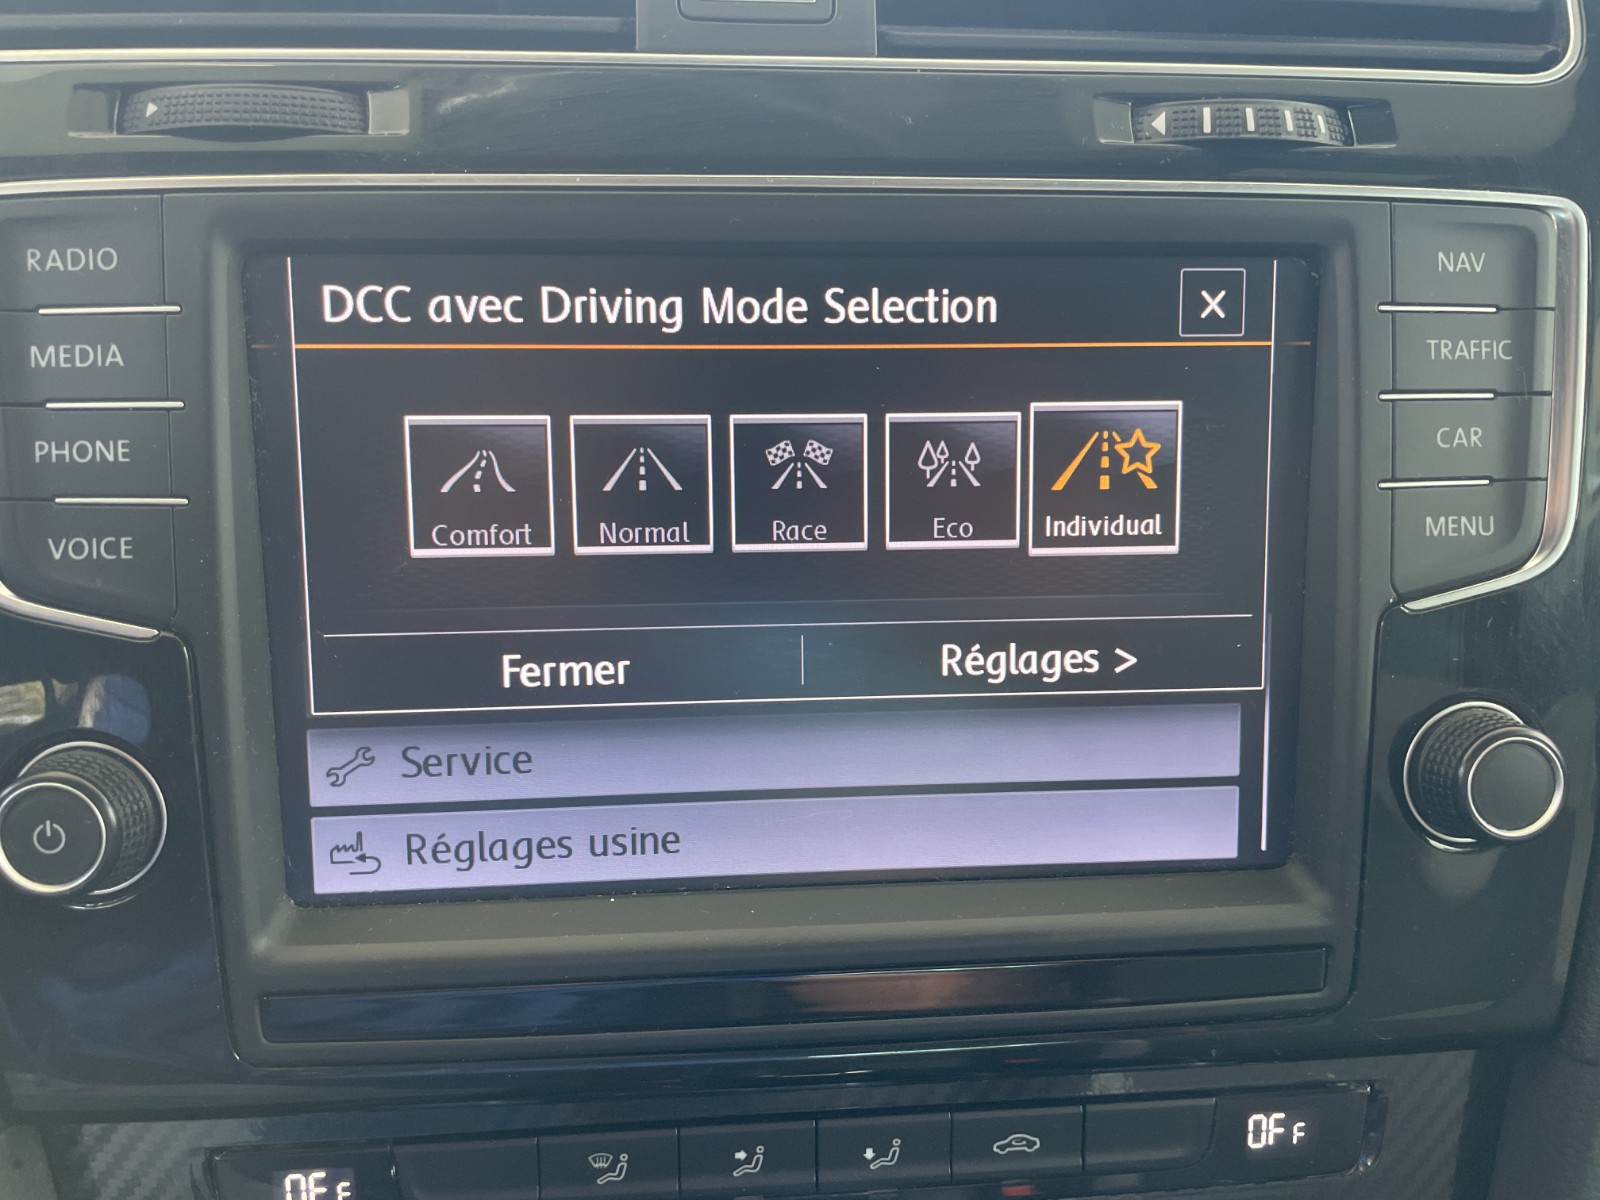 RADIO
MEDIA
PHONE
VOICE
DCC avec Driving Mode Selection
X
Comfort
Normal
Race
Eco
Individual
Fermer
Réglages >
Service
Réglages usine
NAV
TRAFFIC
CAR
MENU
OFF
OFF